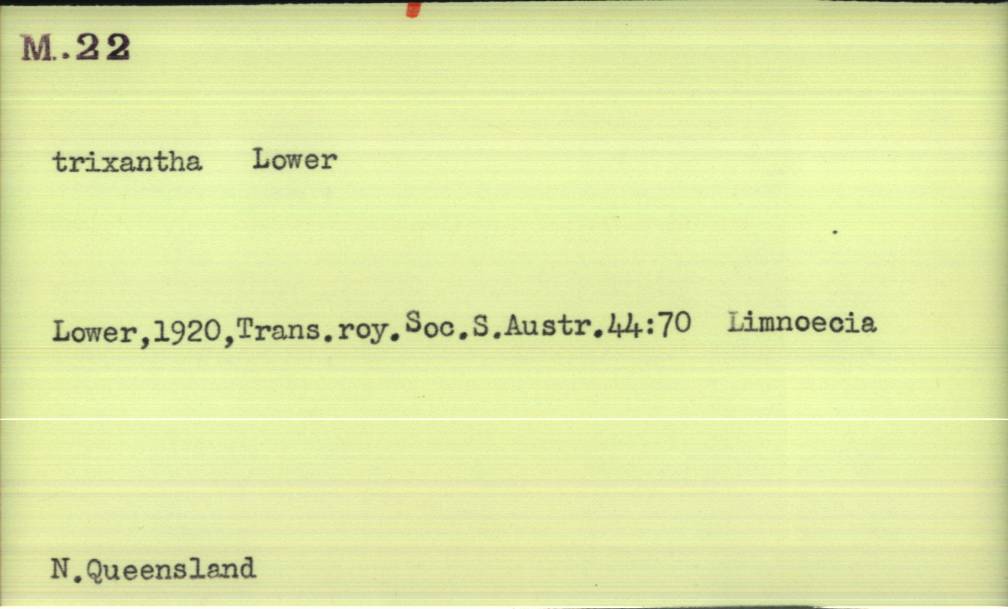 M.22
trixantha Lower
Lower,1920,Trans.roy.Soc.S.Austr.44:70 Limnoecia
N.Queensland